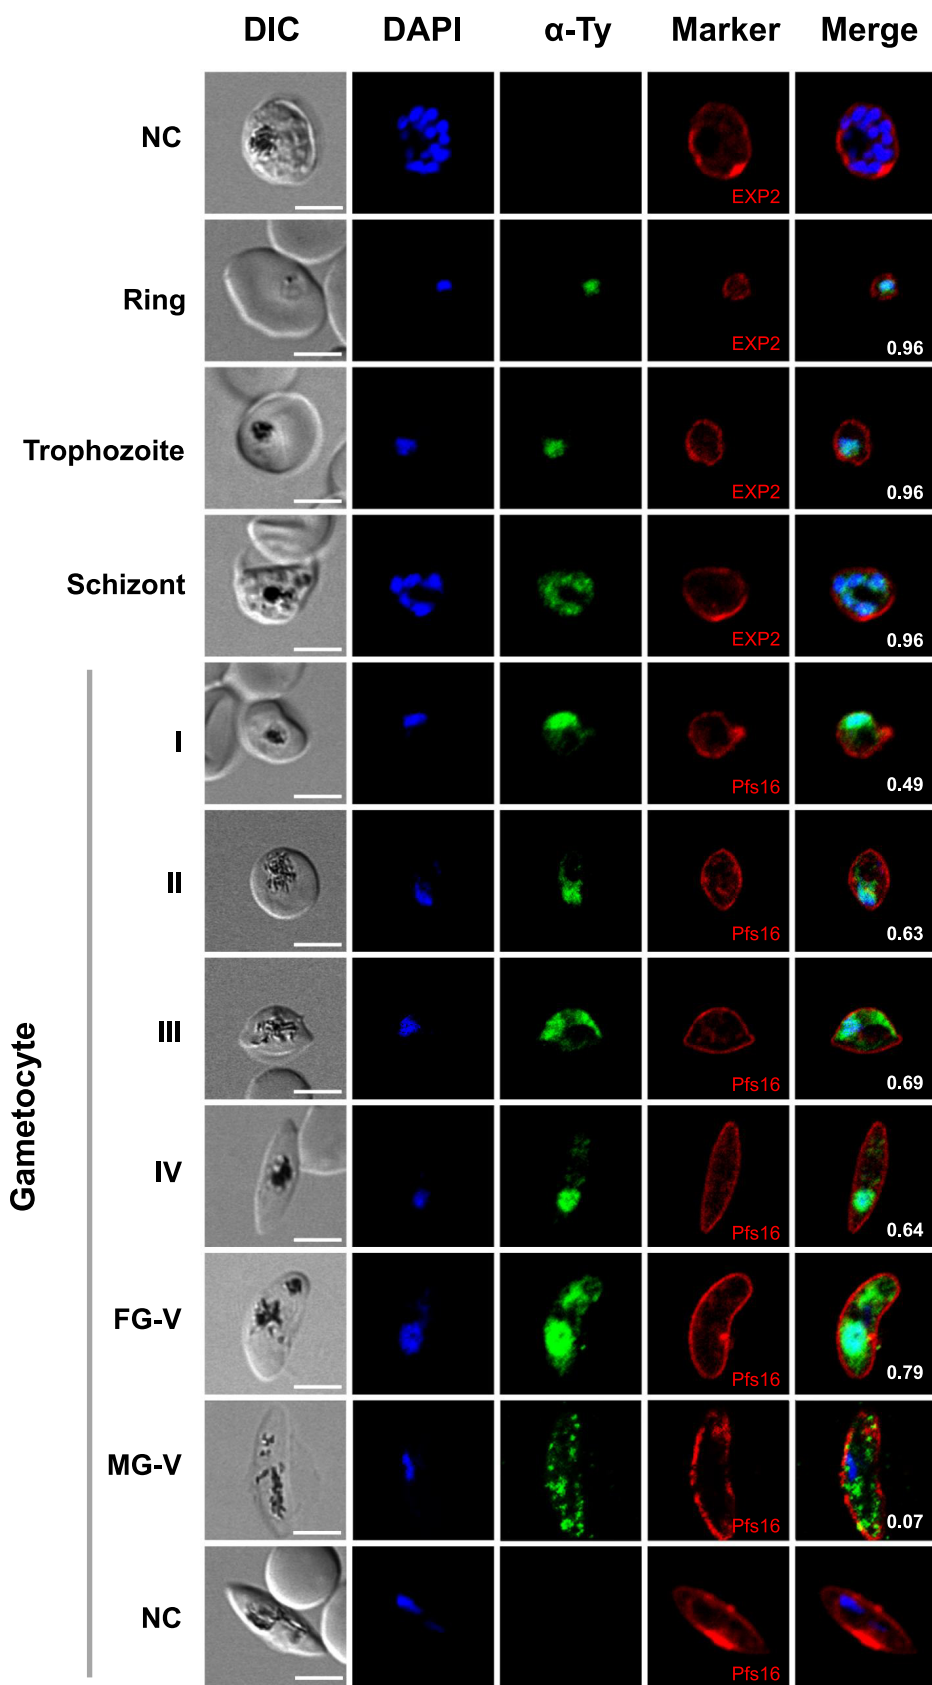 DIC DAPI α-Ty Marker Merge
NC
EXP2
Ring
EXP2
0.96
Trophozoite
EXP2
0.96
Schizont
EXP2
0.96
Gametocyte
I
Pfs16
0.49
II
Pfs16
0.63
III
Pfs16
0.69
IV
Pfs16
0.64
FG-V
Pfs16
0.79
MG-V
Pfs16
0.07
NC
Pfs16